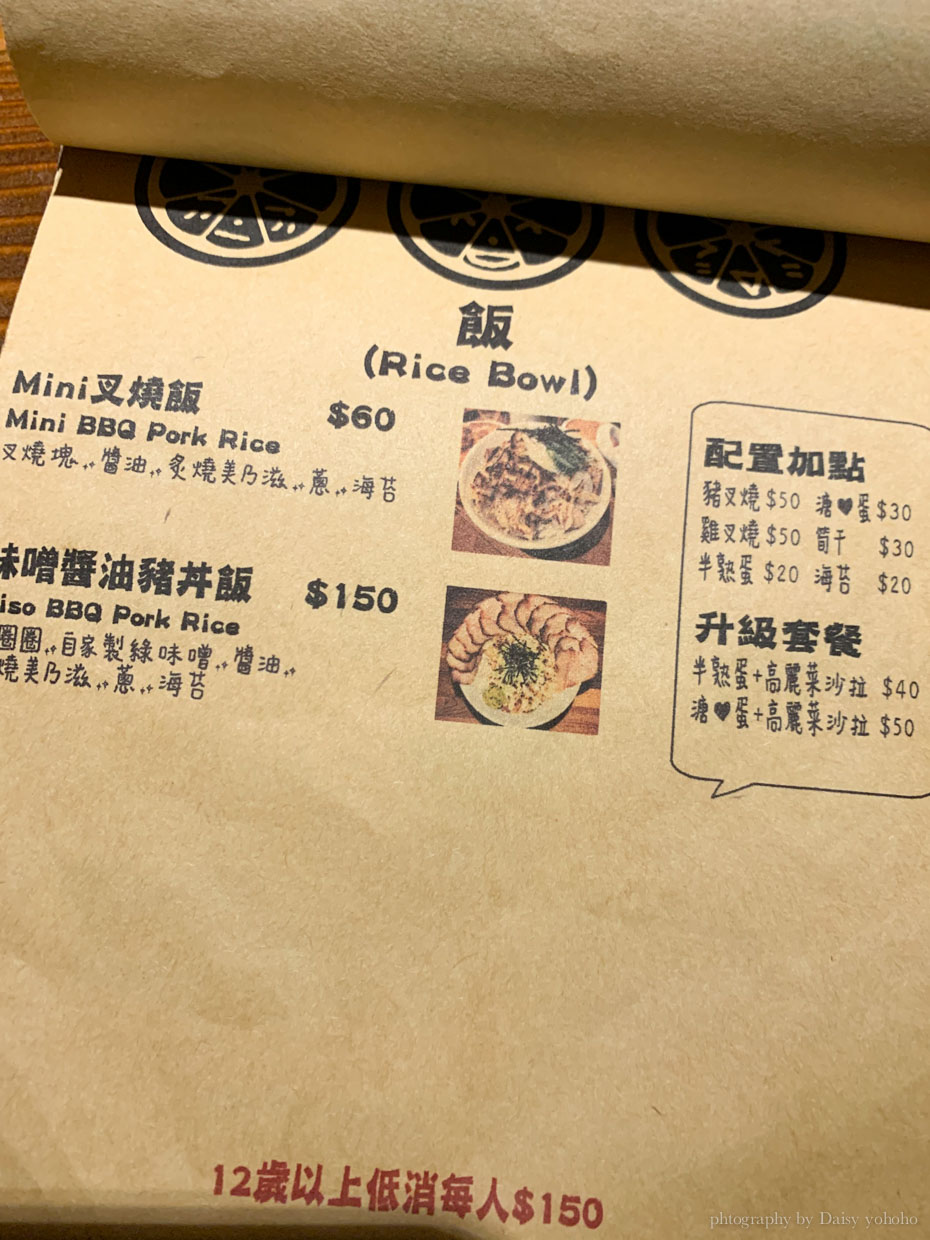 飯
(Rice Bowl)
Mini叉燒飯 $60
Mini BBQ Pork Rice
叉燒塊、醬油、炙燒美乃滋、蔥、海苔
味噌醬油豬丼飯 $150
iso BBQ Pork Rice
圈圈、自家製綠味噌、醬油、
燒美乃滋、蔥、海苔
配置加點
豬叉燒 $50 溏♥蛋 $30
雞叉燒 $50 筍干 $30
半熟蛋 $20 海苔 $20
升級套餐
半熟蛋+高麗菜沙拉 $40
溏♥蛋+高麗菜沙拉 $50
12歲以上低消每人$150
phtography by Daisy yohoho